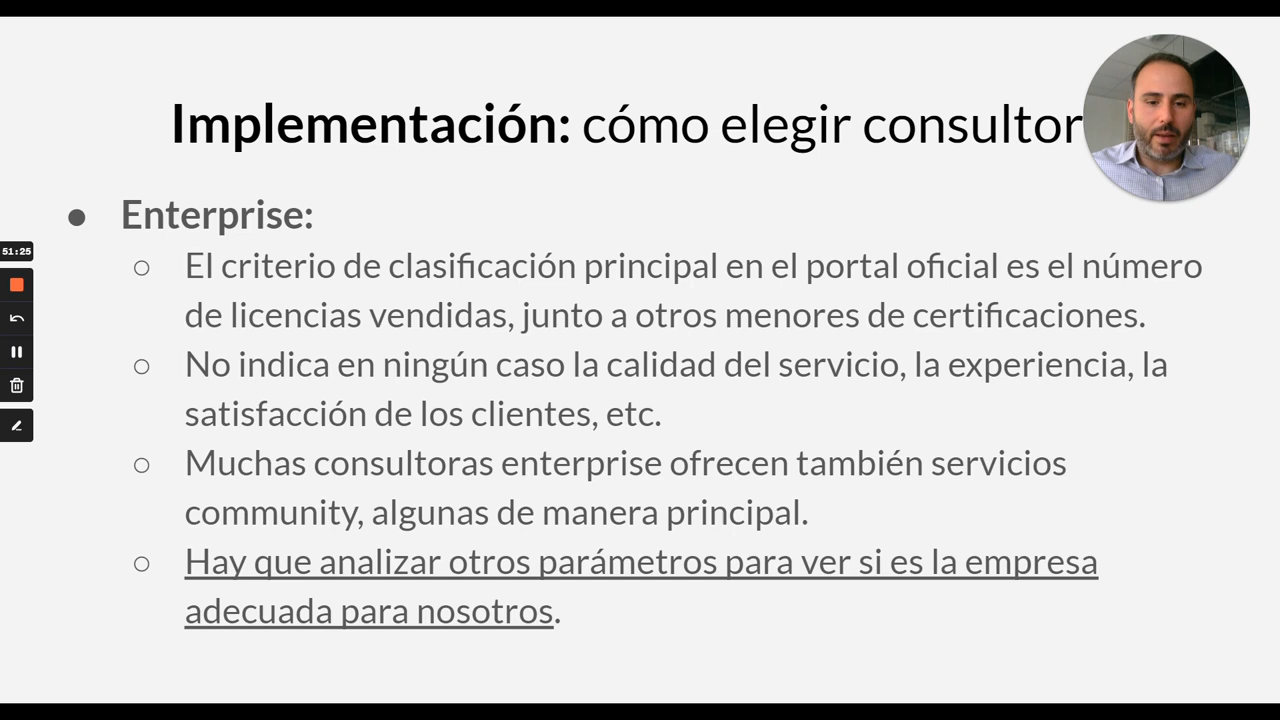 Implementación: cómo elegir consultor
Enterprise:
El criterio de clasificación principal en el portal oficial es el número
de licencias vendidas, junto a otros menores de certificaciones.
No indica en ningún caso la calidad del servicio, la experiencia, la
satisfacción de los clientes, etc.
Muchas consultoras enterprise ofrecen también servicios
community, algunas de manera principal.
Hay que analizar otros parámetros para ver si es la empresa
adecuada para nosotros.
51:25